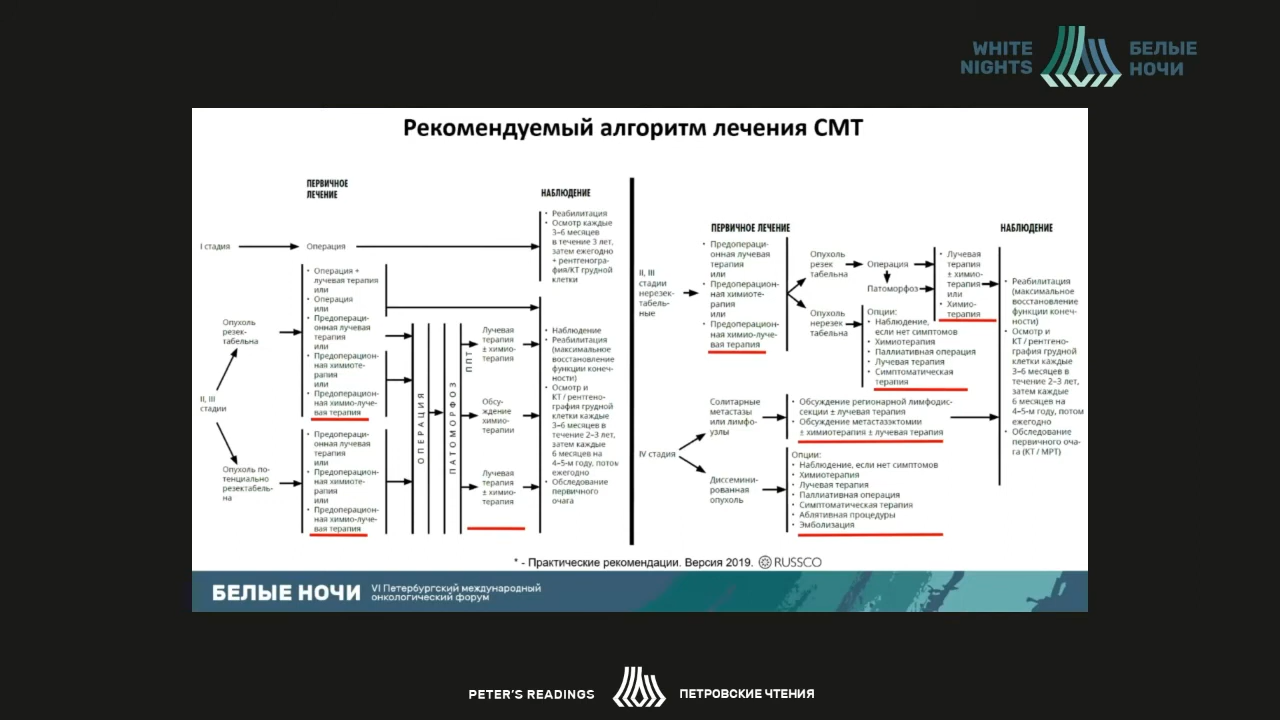 WHITE
NIGHTS
БЕЛЫЕ
НОЧИ
Рекомендуемый алгоритм лечения СМТ
ПЕРВИЧНОЕ
ЛЕЧЕНИЕ
НАБЛЮДЕНИЕ
I стадия
Операция
• Реабилитация
• Осмотр каждые
3–6 месяцев
в течение 3 лет,
затем ежегодно
+ рентгеногра-
фия/КТ грудной
клетки
II, III
стадии
Опухоль
резек-
табельна
• Операция +
лучевая терапия
или
• Операция
или
• Предопераци-
онная лучевая
терапия
или
• Предоперацион-
ная химиоте-
рапия
или
• Предоперацион-
ная химио-луче-
вая терапия
Опухоль по-
тенциально
резектабель-
на
• Предопераци-
онная лучевая
терапия
или
• Предоперацион-
ная химиоте-
рапия
или
• Предоперацион-
ная химио-луче-
вая терапия
ОПЕРАЦИЯ
ПАТОМОРФОЗ
ППТ
Лучевая
терапия
± химио-
терапия
Обсу-
ждение
химио-
терапии
Лучевая
терапия
± химио-
терапия
• Наблюдение
• Реабилитация
(максимальное
восстановление
функции конеч-
ности)
• Осмотр и
КТ / рентгено-
графия грудной
клетки каждые
3–6 месяцев в
течение 2–3 лет,
затем каждые
6 месяцев на
4–5-м году, потом
ежегодно
• Обследование
первичного
очага
ПЕРВИЧНОЕ ЛЕЧЕНИЕ
НАБЛЮДЕНИЕ
II, III
стадии
нерезек-
табель-
ные
• Предопераци-
онная лучевая
терапия
или
• Предоперацион-
ная химиоте-
рапия
или
• Предоперацион-
ная химио-луче-
вая терапия
Опухоль
резек
табельна
Операция
Патоморфоз
• Лучевая
терапия
± химио-
терапия
или
• Химио-
терапия
Опухоль
нерезек
табельна
Опции:
• Наблюдение,
если нет симптомов
• Химиотерапия
• Паллиативная операция
• Лучевая терапия
• Симптоматическая
терапия
IV стадия
Солитарные
метастазы
или лимфо-
узлы
• Обсуждение регионарной лимфодис-
секции ± лучевая терапия
• Обсуждение метастазэктомии
± химиотерапия ± лучевая терапия
Диссемини-
рованная
опухоль
Опции:
• Наблюдение, если нет симптомов
• Химиотерапия
• Лучевая терапия
• Паллиативная операция
• Симптоматическая терапия
• Аблятивные процедуры
• Эмболизация
• Реабилитация
(максимальное
восстановление
функции конеч-
ности)
• Осмотр и
КТ / рентгено-
графия грудной
клетки каждые
3–6 месяцев в
течение 2–3 лет,
затем каждые
6 месяцев на
4–5-м году, потом
ежегодно
• Обследование
первичного оча-
га (КТ / МРТ)
* - Практические рекомендации. Версия 2019. RUSSCO
БЕЛЫЕ НОЧИ
VI Петербургский международный
онкологический форум
PETER'S READINGS
ПЕТРОВСКИЕ ЧТЕНИЯ